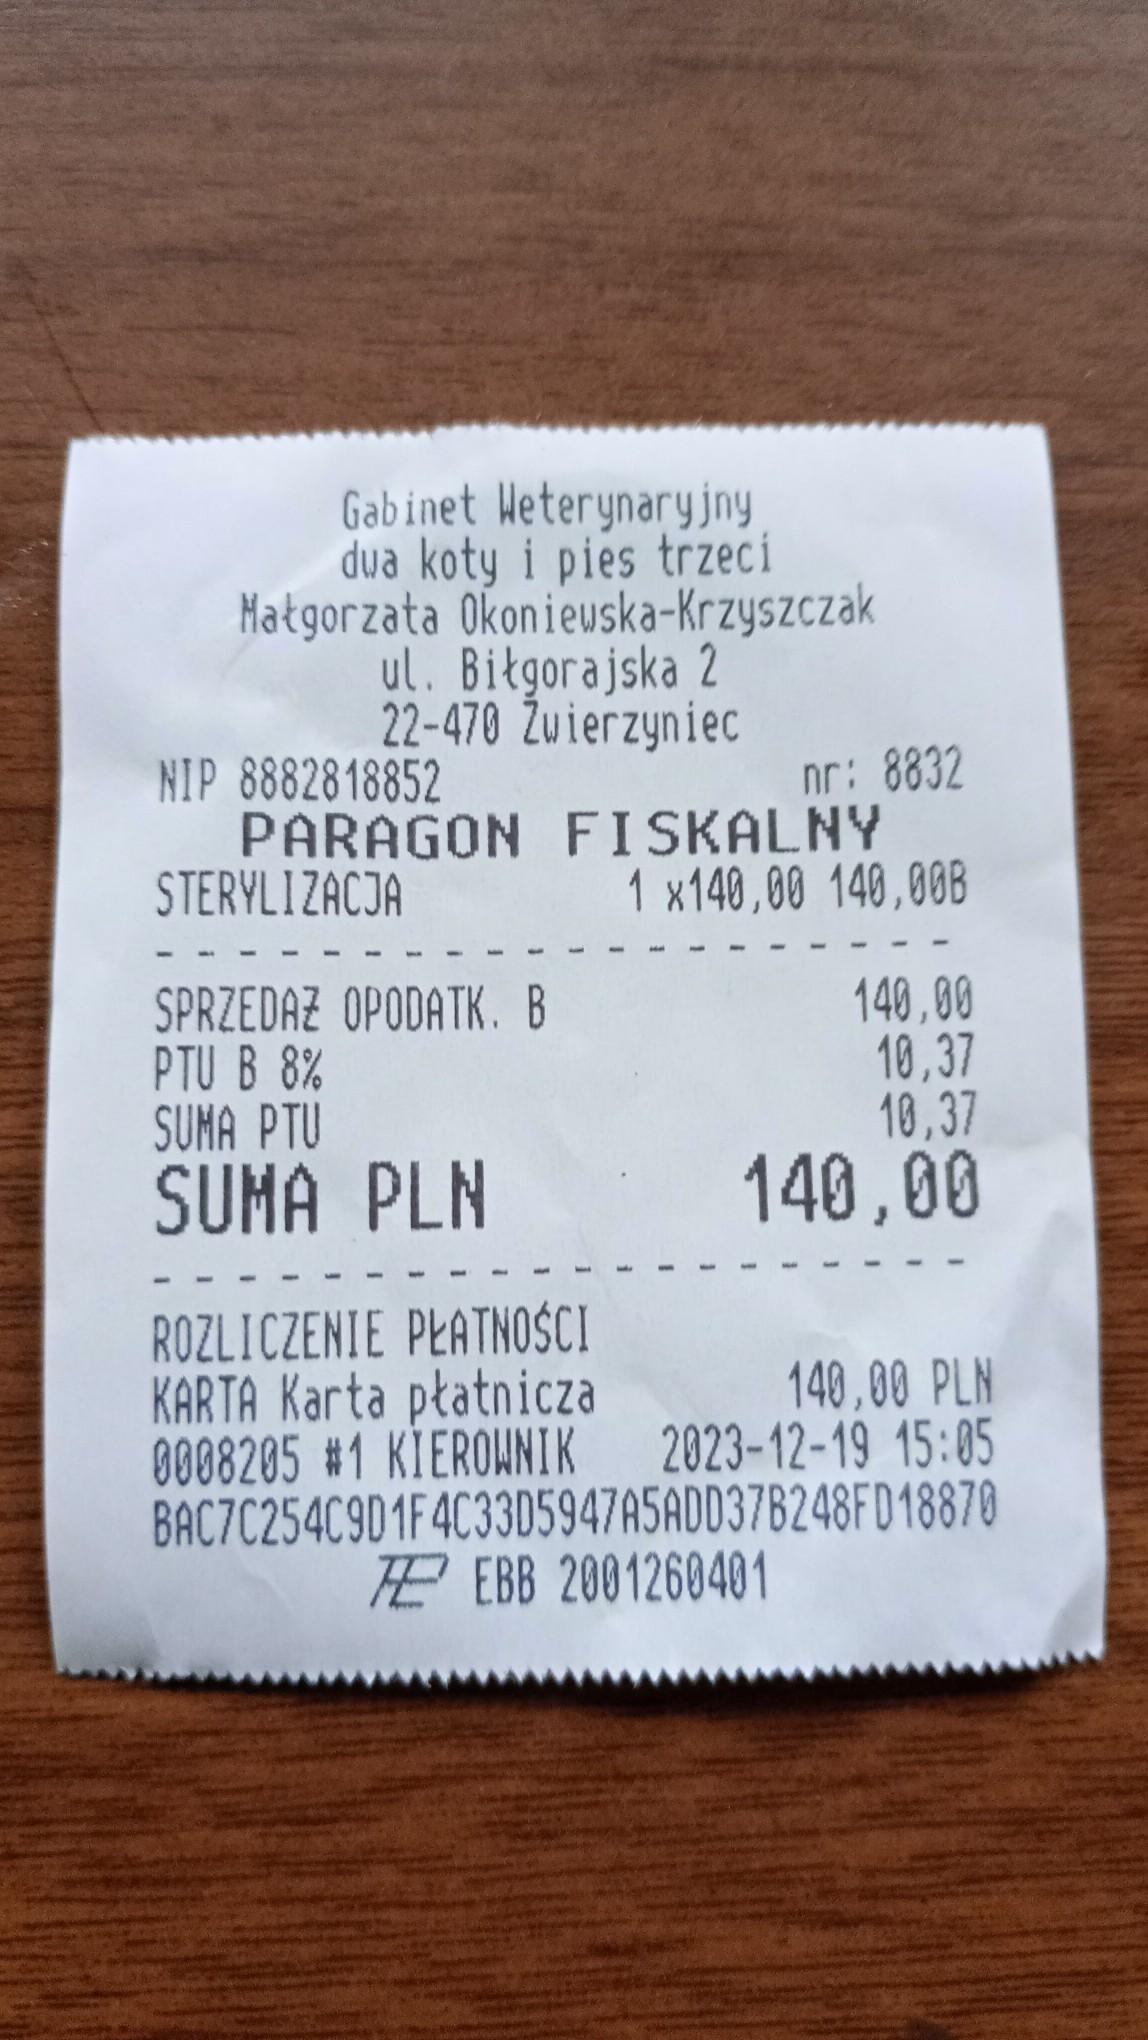 Gabinet Weterynaryjny
dua koty i pies trzeci
Małgorzata Okoniewska-Krzyszczak
ul. Biłgorajska 2
22-470 Zwierzyniec
NIP 8882818852 nr: 8832
PARAGON FISKALNY
STERYLIZACJA 1 x140,00 140,00B
- - - - - - - - - - - - - - - - - - - -
SPRZEDAŻ OPODATK. B 140,00
PTU B 8% 10,37
SUMA PTU 10,37
SUMA PLN 140,00
- - - - - - - - - - - - - - - - - - - -
ROZLICZENIE PŁATNOŚCI
KARTA Karta płatnicza 140,00 PLN
0008205 #1 KIEROWNIK 2023-12-19 15:05
BAC7C254C9D1F4C33D5947A5ADD37B248FD18870
EBB 2001260401